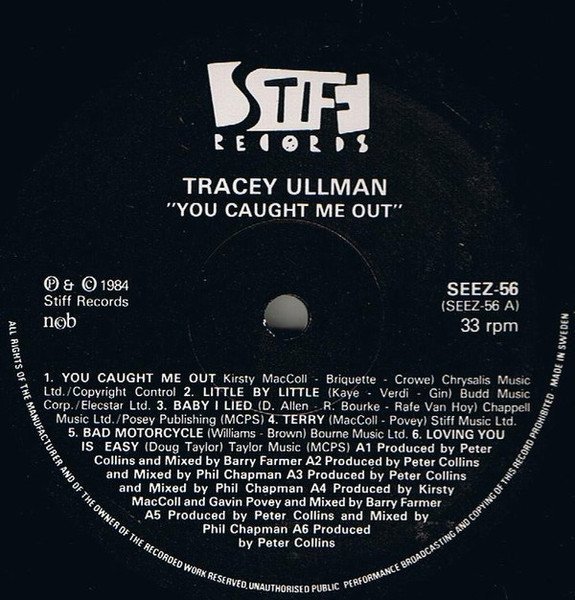 STIFF
RECORDS
TRACEY ULLMAN
"YOU CAUGHT ME OUT"
℗ & © 1984
Stiff Records
n©b
SEEZ-56
(SEEZ-56 A)
33 rpm
1. YOU CAUGHT ME OUT Kirsty MacColl - Briquette - Crowe) Chrysalis Music
Ltd./Copyright Control 2. LITTLE BY LITTLE (Kaye - Verdi - Gin) Budd Music
Corp./Elecstar Ltd. 3. BABY I LIED (D. Allen - R. Bourke - Rafe Van Hoy) Chappell
Music Ltd./Posey Publishing (MCPS) 4. TERRY (MacColl - Povey) Stiff Music Ltd.
5. BAD MOTORCYCLE (Williams - Brown) Bourne Music Ltd. 6. LOVING YOU
IS EASY (Doug Taylor) Taylor Music (MCPS) A1 Produced by Peter
Collins and Mixed by Barry Farmer A2 Produced by Peter Collins
and Mixed by Phil Chapman A3 Produced by Peter Collins
and Mixed by Phil Chapman A4 Produced by Kirsty
MacColl and Gavin Povey and Mixed by Barry Farmer
A5 Produced by Peter Collins and Mixed by
Phil Chapman A6 Produced
by Peter Collins
ALL RIGHTS OF THE MANUFACTURER AND OF THE OWNER OF THE RECORDED WORK RESERVED, UNAUTHORISED PUBLIC PERFORMANCE BROADCASTING AND COPYING OF THIS RECORD PROHIBITED MADE IN SWEDEN